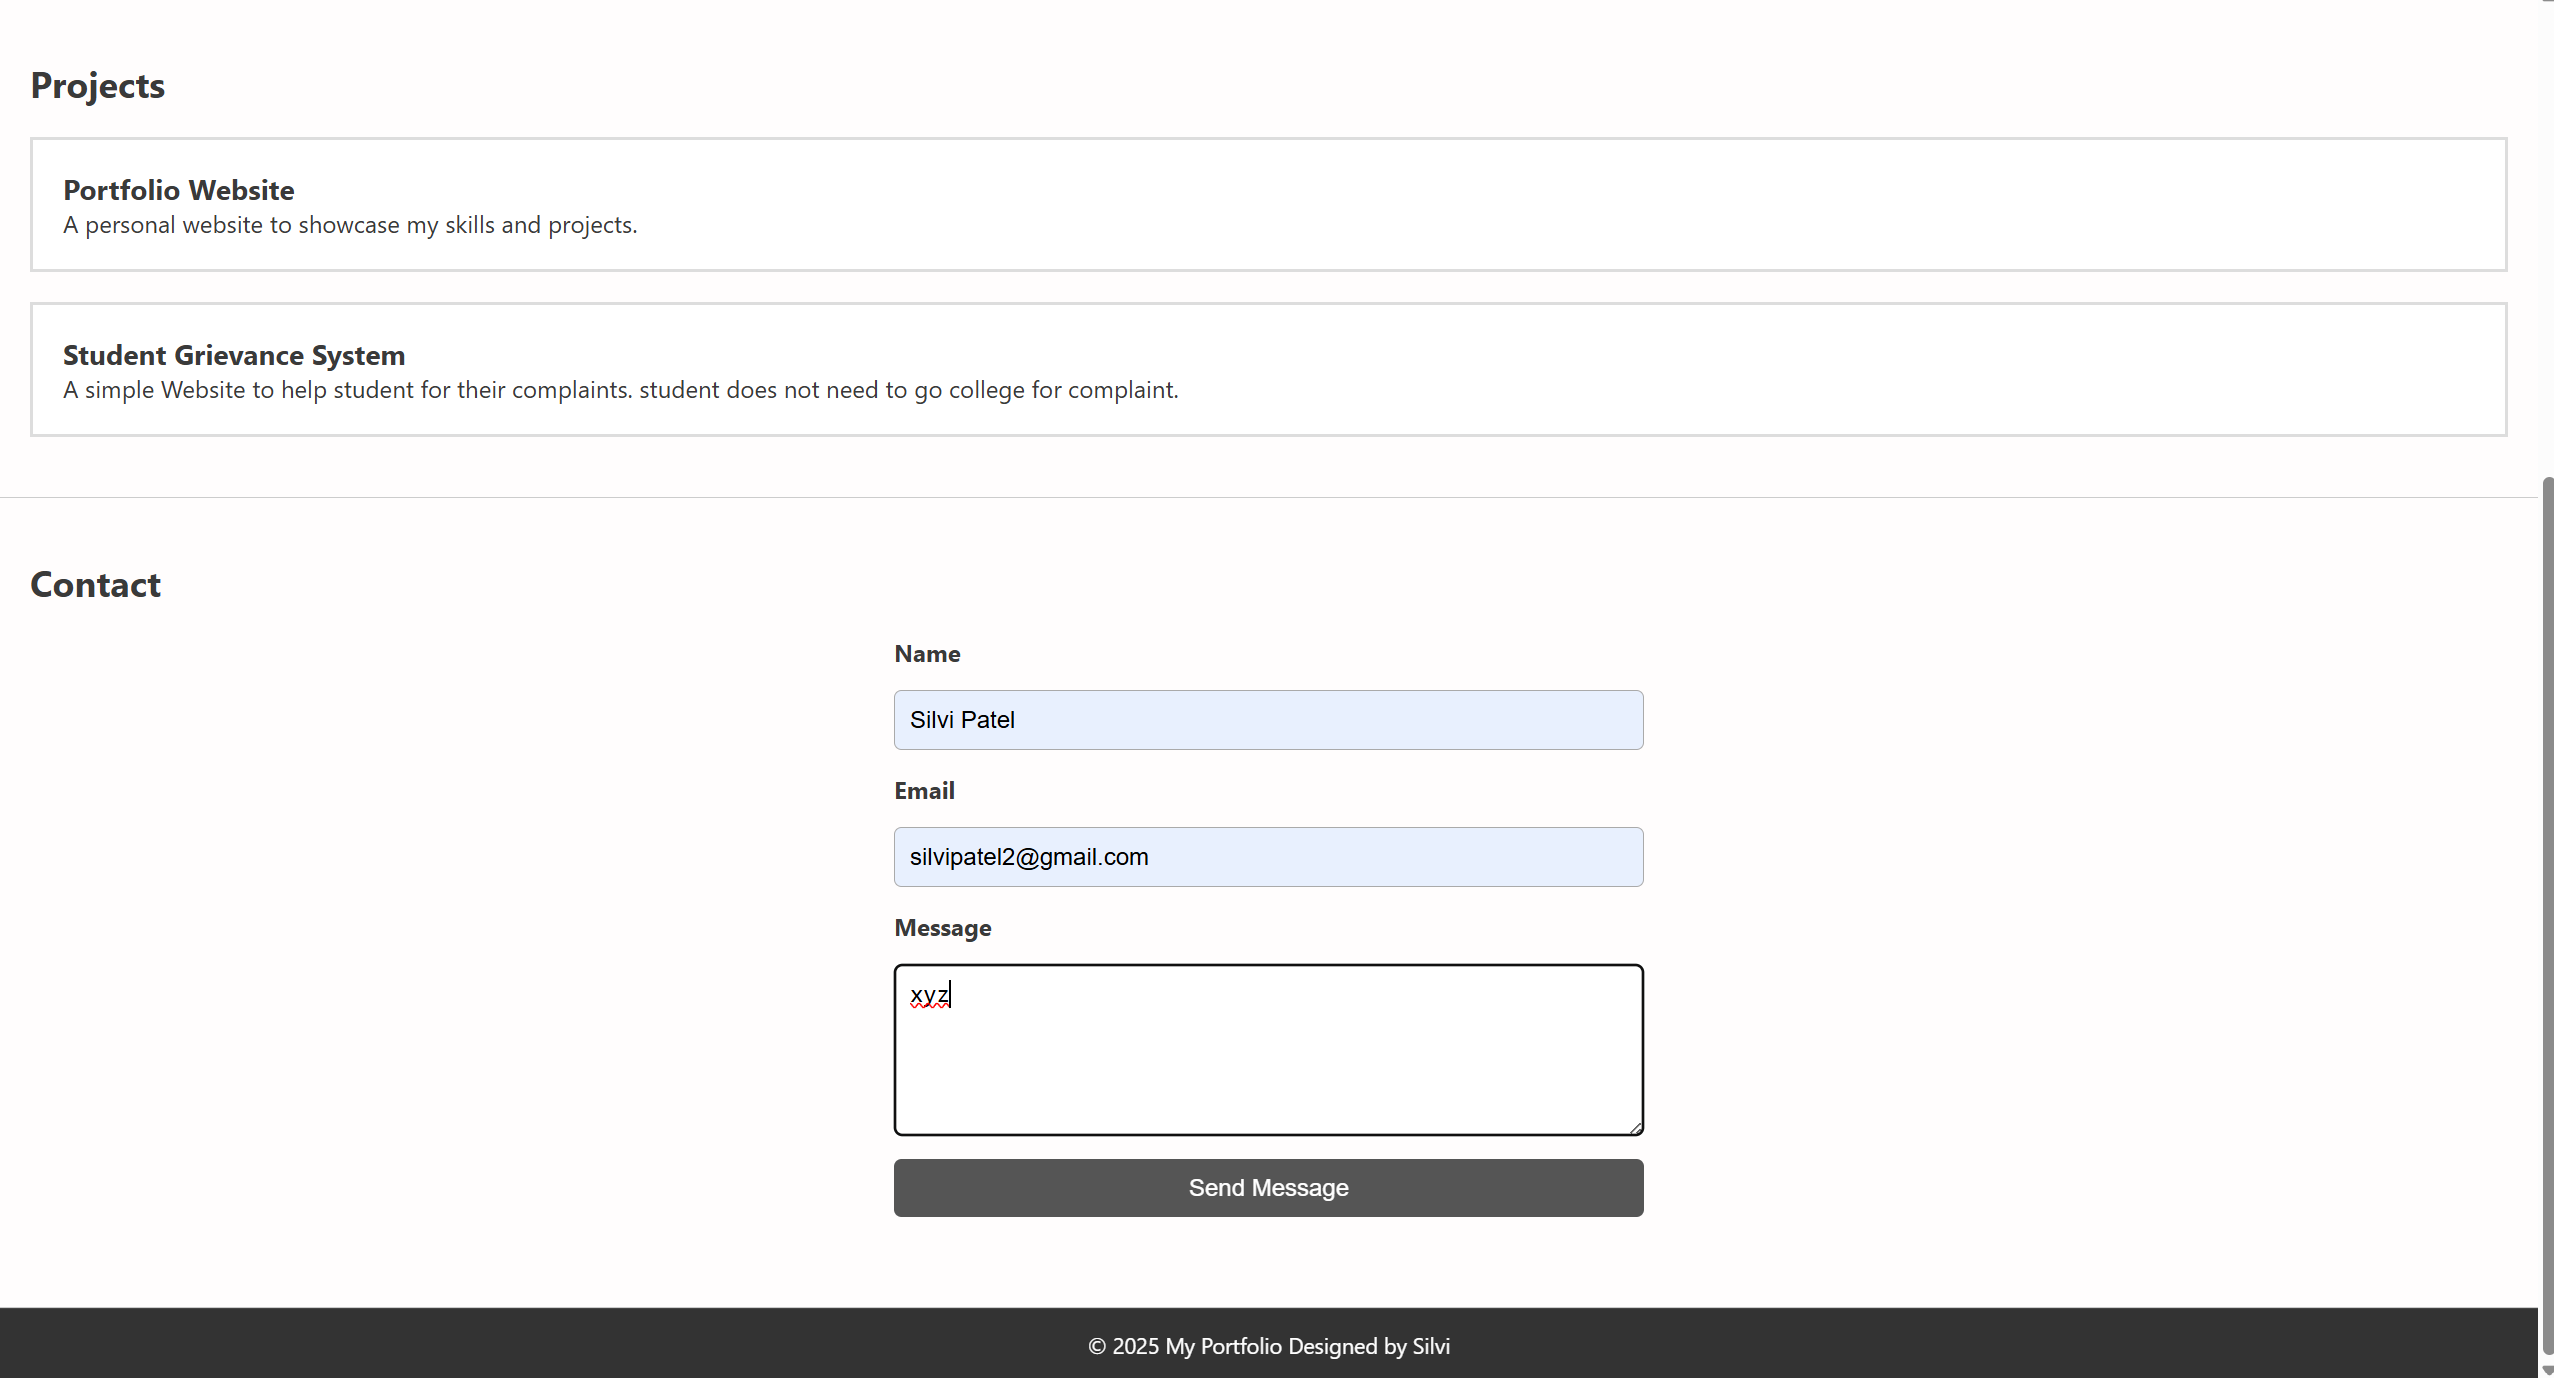 Projects
Portfolio Website
A personal website to showcase my skills and projects.
Student Grievance System
A simple Website to help student for their complaints. student does not need to go college for complaint.
Contact
Name
Silvi Patel
Email
silvipatel2@gmail.com
Message
xyz
Send Message
© 2025 My Portfolio Designed by Silvi